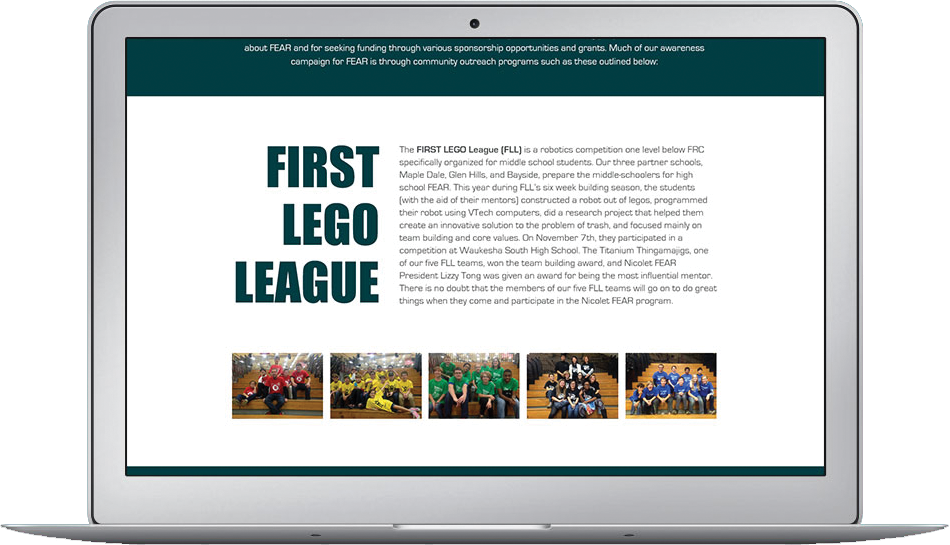 about FEAR and for seeking funding through various sponsorship opportunities and grants. Much of our awareness
campaign for FEAR is through community outreach programs such as these outlined below:
FIRST
LEGO
LEAGUE
The FIRST LEGO League (FLL) is a robotics competition one level below FRC
specifically organized for middle school students. Our three partner schools,
Maple Dale, Glen Hills, and Bayside, prepare the middle-schoolers for high
school FEAR. This year during FLL's six week building season, the students
(with the aid of their mentors) constructed a robot out of legos, programmed
their robot using VTech computers, did a research project that helped them
create an innovative solution to the problem of trash, and focused mainly on
team building and core values. On November 7th, they participated in a
competition at Waukesha South High School. The Titanium Thingamajigs, one
of our five FLL teams, won the team building award, and Nicolet FEAR
President Lizzy Tong was given an award for being the most influential mentor.
There is no doubt that the members of our five FLL teams will go on to do great
things when they come and participate in the Nicolet FEAR program.